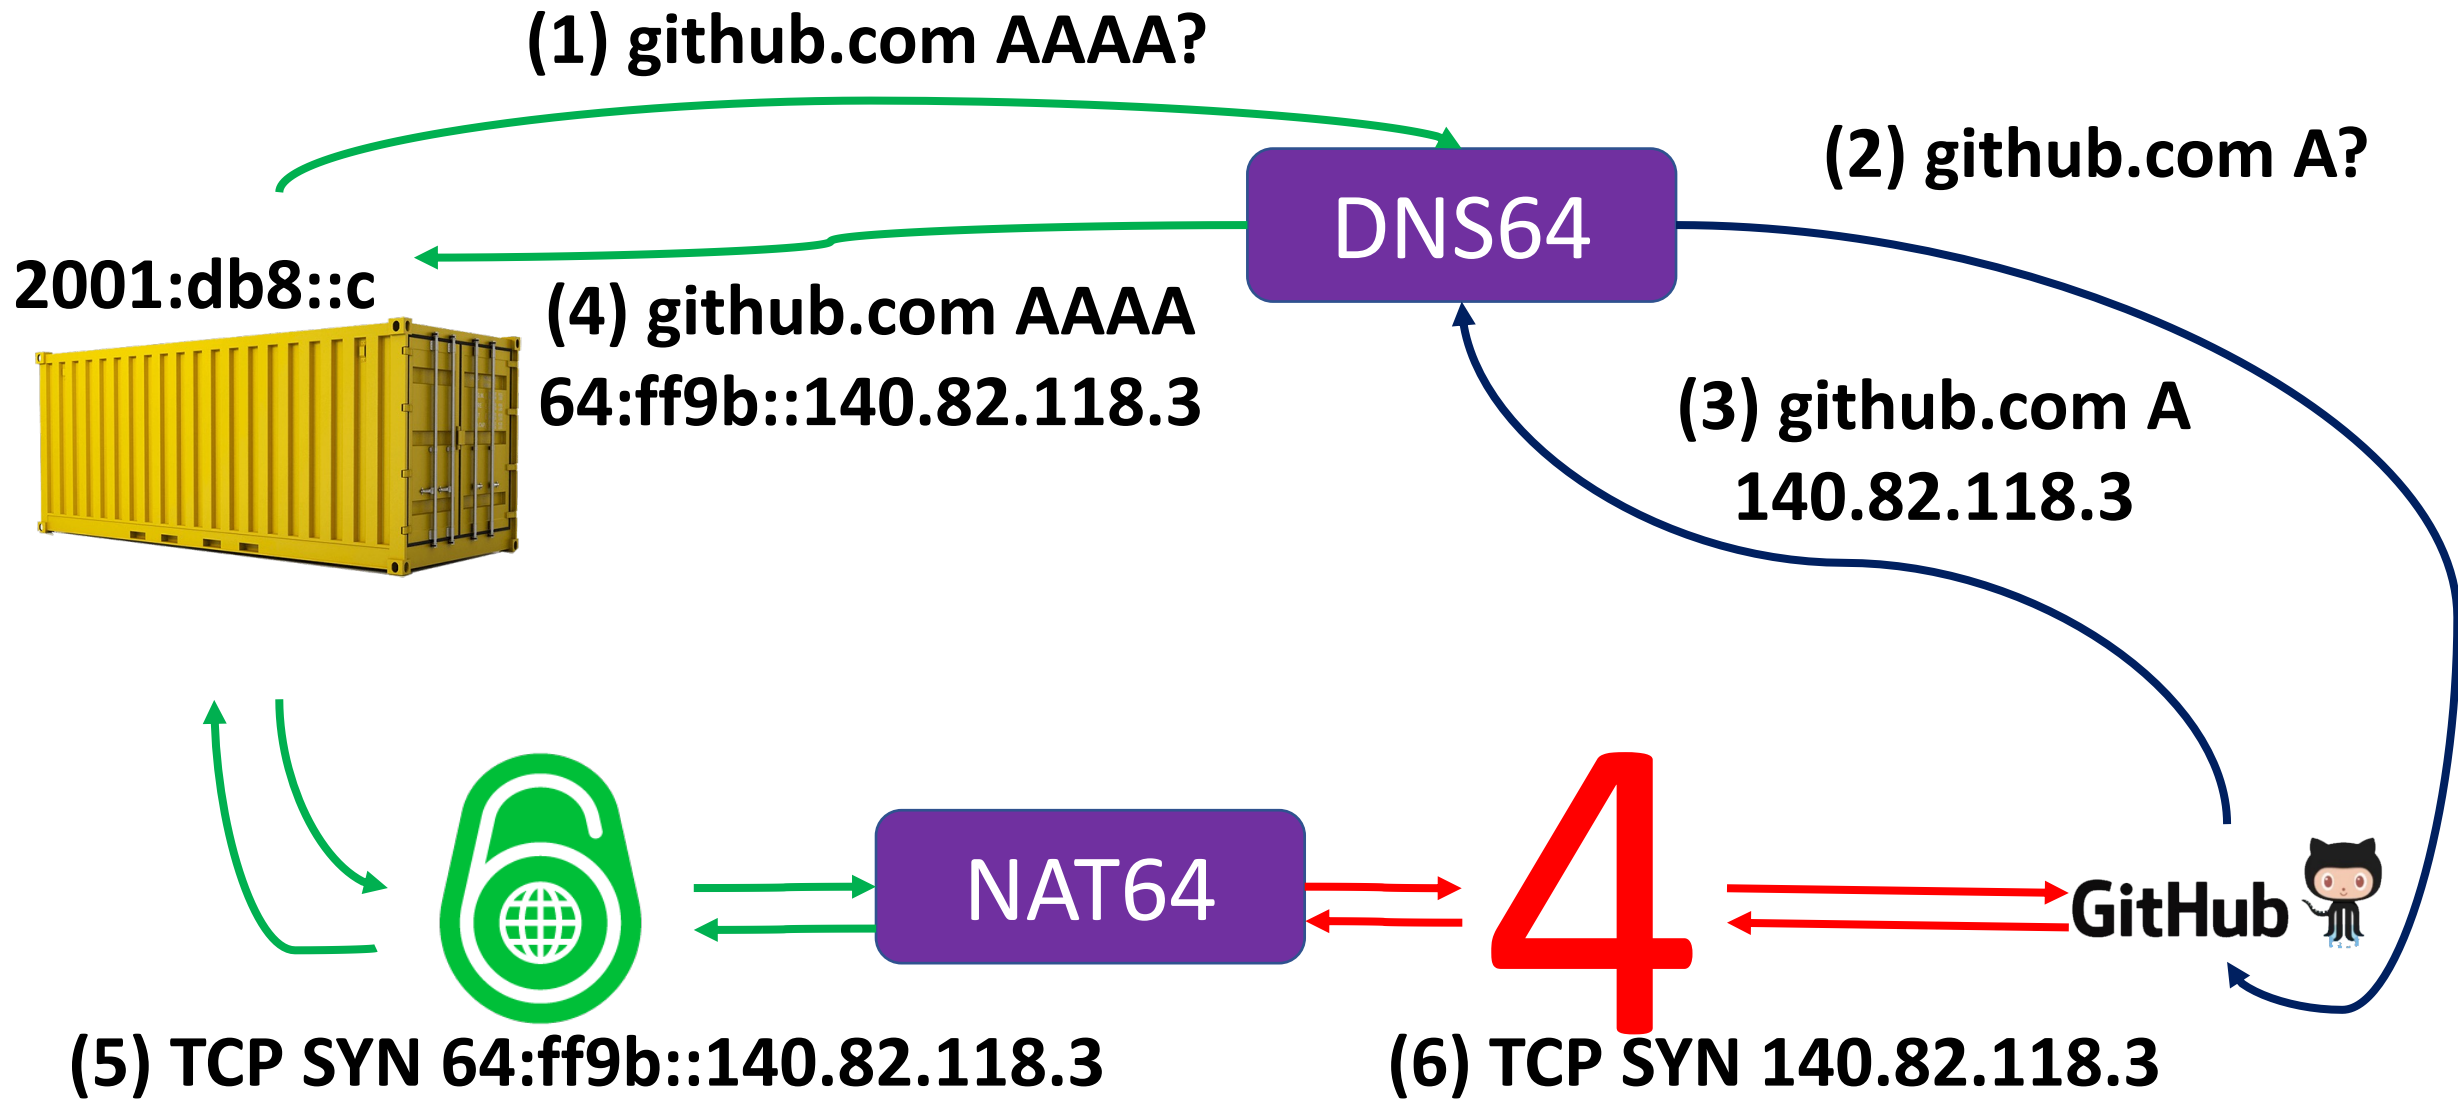 (1) github.com AAAA?
(2) github.com A?
DNS64
2001:db8::c
(4) github.com AAAA
64:ff9b::140.82.118.3
(3) github.com A
140.82.118.3
NAT64
4
GitHub
(5) TCP SYN 64:ff9b::140.82.118.3
(6) TCP SYN 140.82.118.3